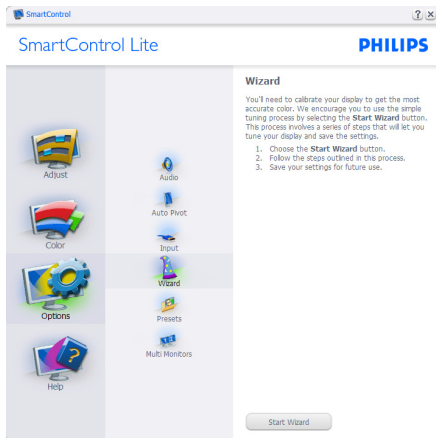 SmartControl
? x
SmartControl Lite
PHILIPS
Adjust
Color
Options
Help
Audio
Auto Pivot
Input
Wizard
Presets
Multi Monitors
Wizard
You'll need to calibrate your display to get the most
accurate color. We encourage you to use the simple
tuning process by selecting the Start Wizard button.
This process involves a series of steps that will let you
tune your display and save the settings.
1. Choose the Start Wizard button.
2. Follow the steps outlined in this process.
3. Save your settings for future use.
Start Wizard